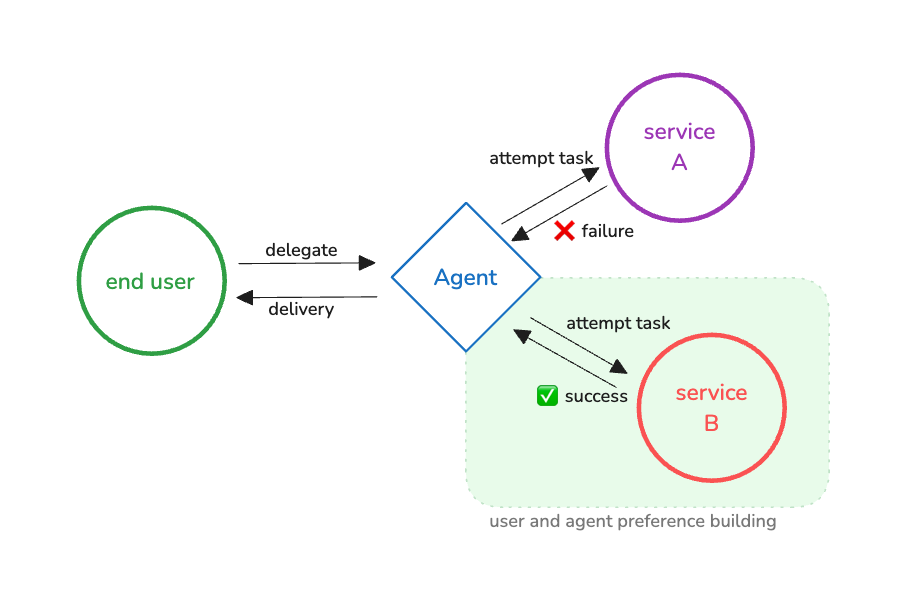 service
A
attempt task
❌ failure
delegate
end user
Agent
delivery
attempt task
✅ success
service
B
user and agent preference building